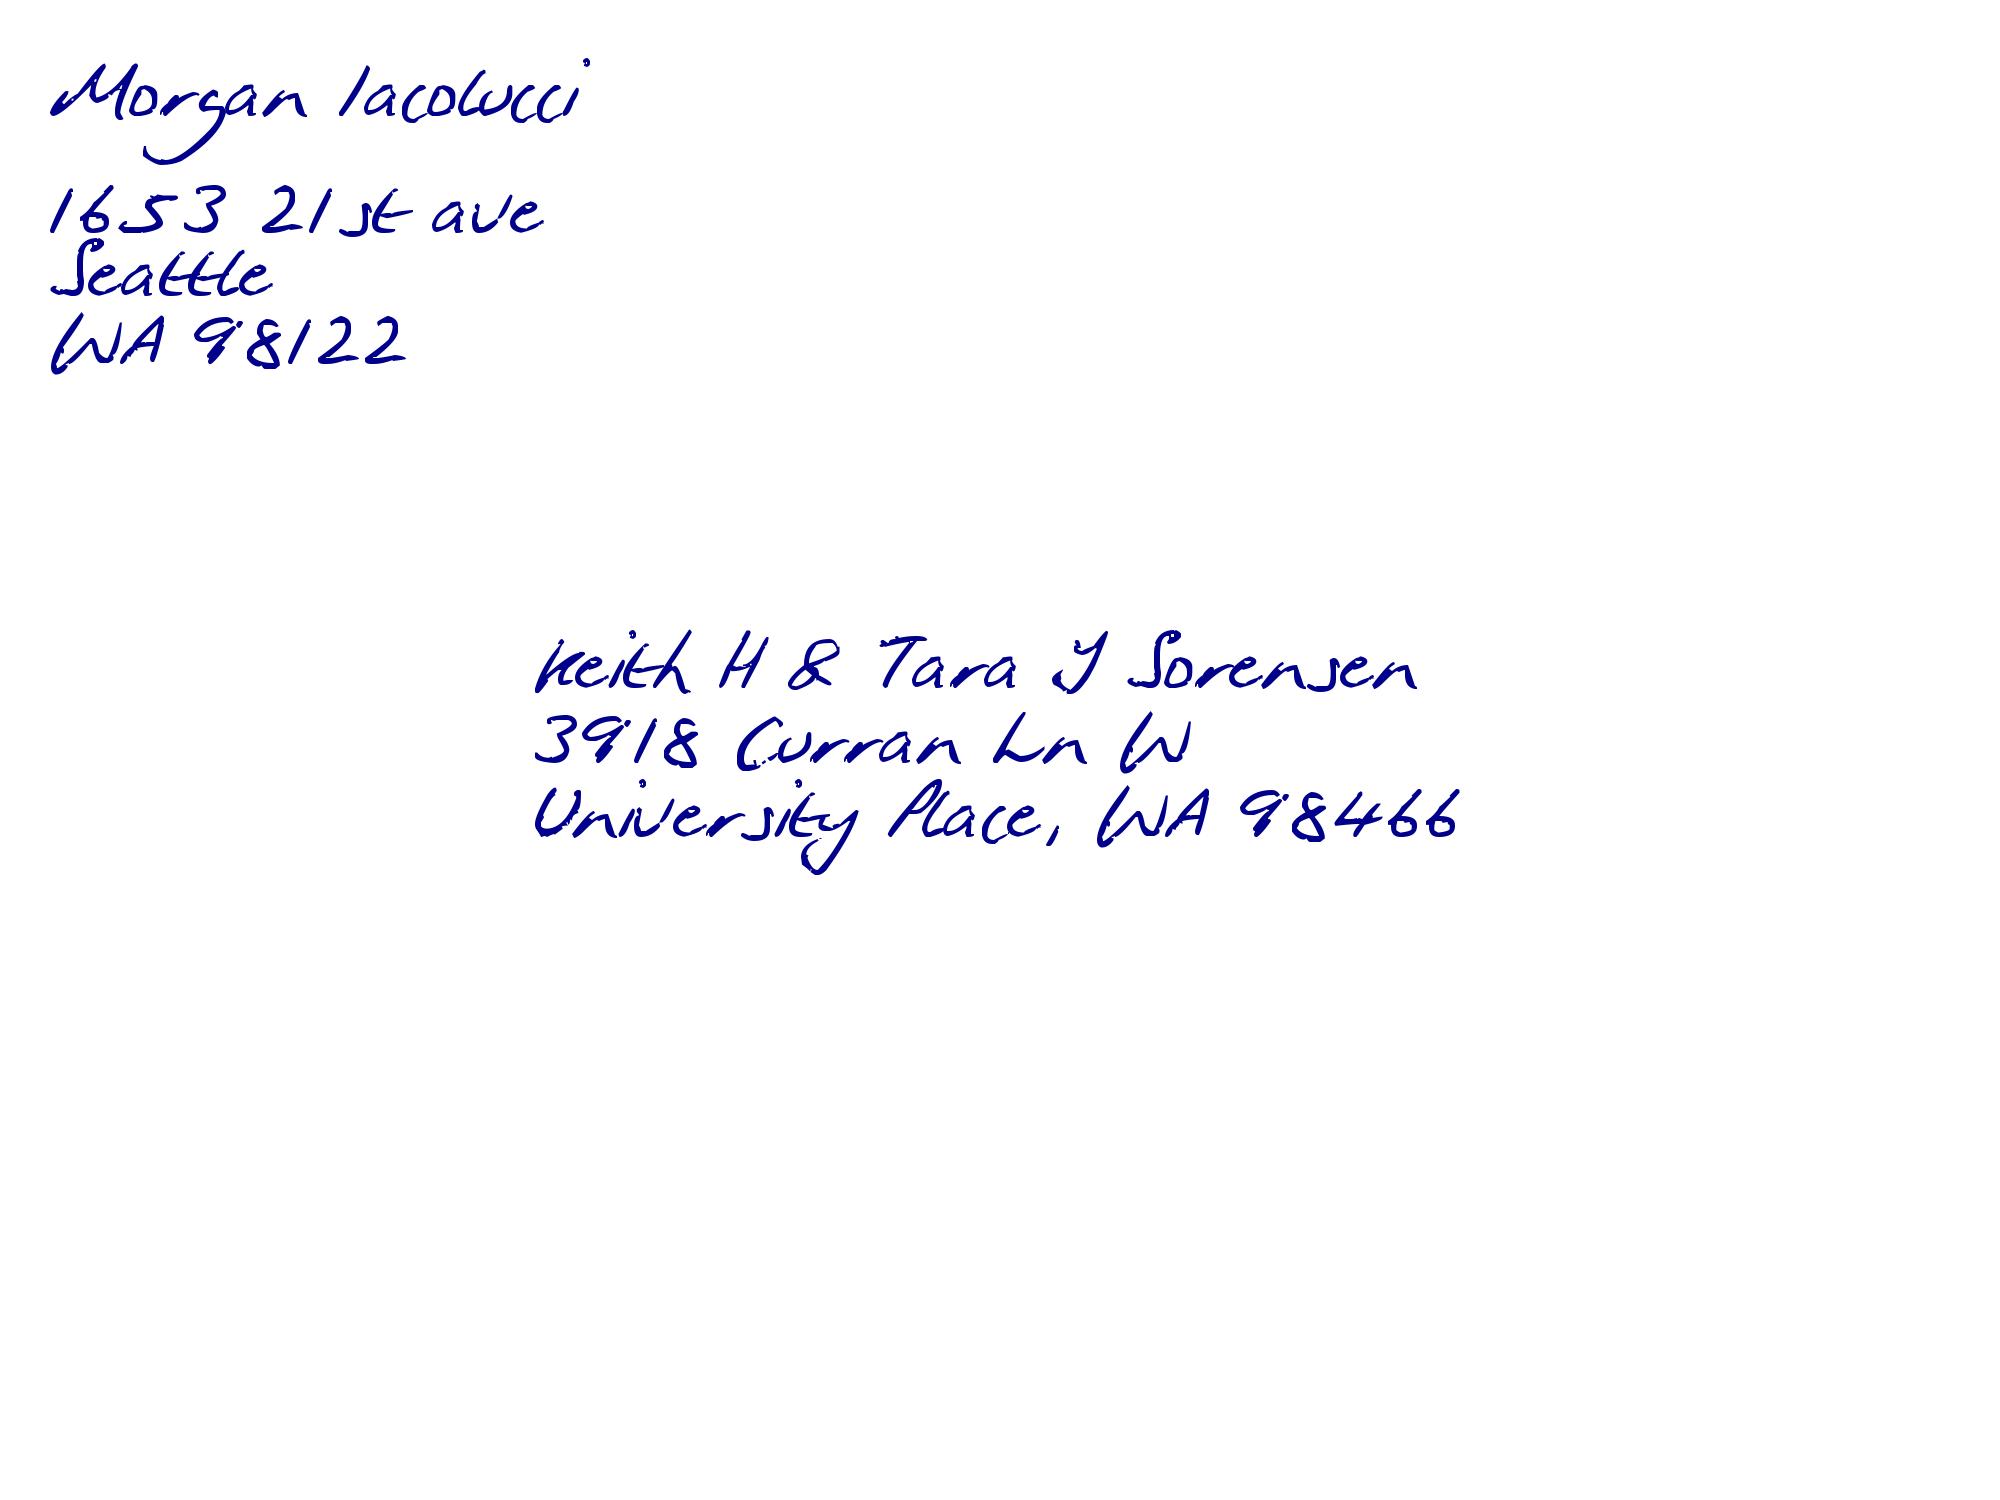 Morgan Iacolucci
1653 21st ave
Seattle
WA 98122
Keith H & Tara Y Sorensen
3918 Curran Ln W
University Place, WA 98466